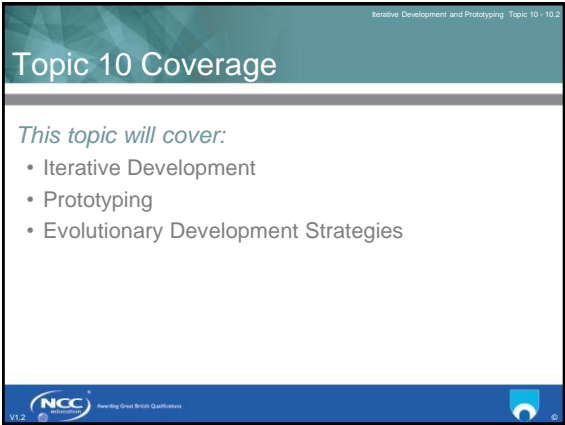 Iterative Development and Prototyping Topic 10 - 10.2
Topic 10 Coverage
This topic will cover:
• Iterative Development
• Prototyping
• Evolutionary Development Strategies
NCC
education
Awarding Great British Qualifications
V1.2
©